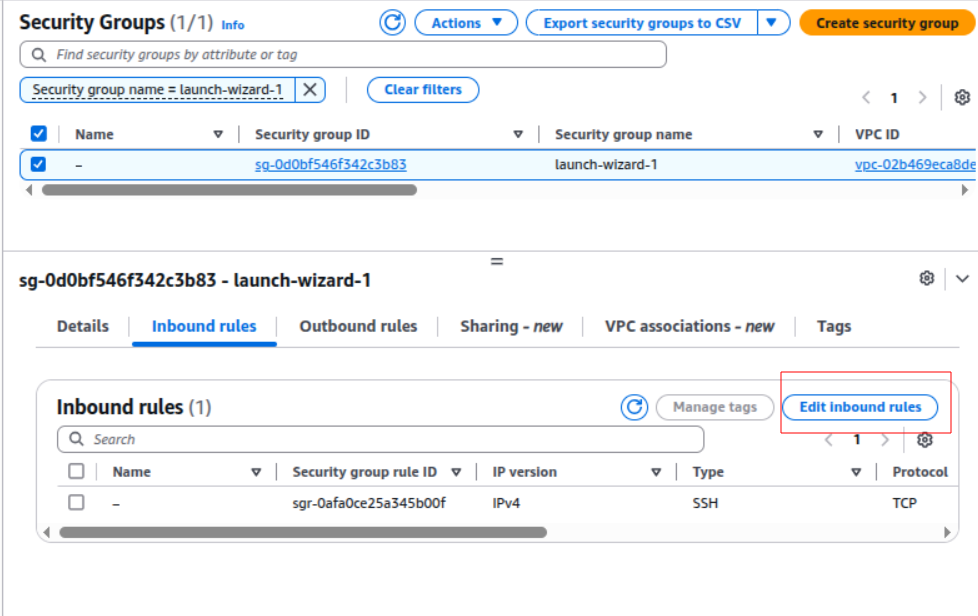 Security Groups (1/1) Info Actions Export security groups to CSV Create security group
Find security groups by attribute or tag
Security group name = launch-wizard-1 Clear filters
1
Name Security group ID Security group name VPC ID
– sg-0d0bf546f342c3b83 launch-wizard-1 vpc-02b469eca8de
sg-0d0bf546f342c3b83 - launch-wizard-1
Details Inbound rules Outbound rules Sharing - new VPC associations - new Tags
Inbound rules (1) Manage tags Edit inbound rules
Search 1
Name Security group rule ID IP version Type Protocol
– sgr-0afa0ce25a345b00f IPv4 SSH TCP